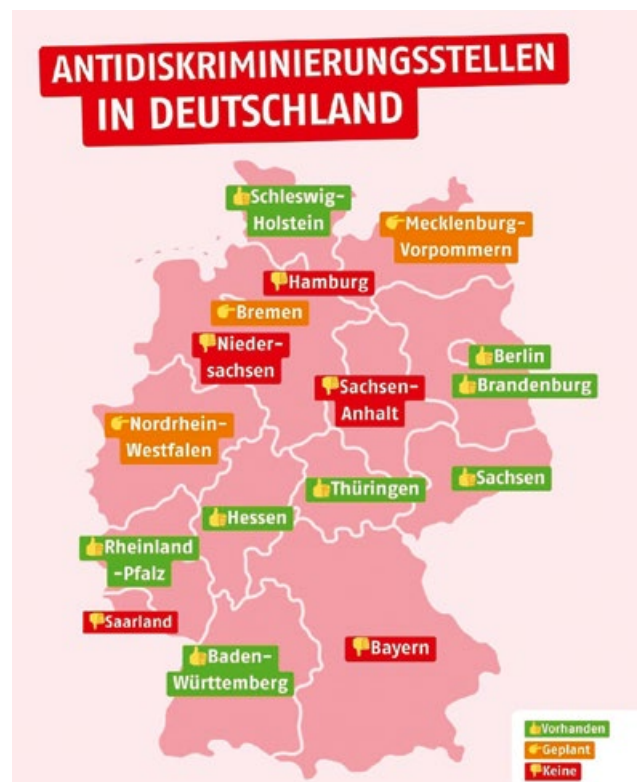 ANTIDISKRIMINIERUNGSSTELLEN
IN DEUTSCHLAND
👍Schleswig-
Holstein
👉Mecklenburg-
Vorpommern
👎Hamburg
👉Bremen
👎Nieder-
sachsen
👍Berlin
👎Sachsen-
Anhalt
👍Brandenburg
👉Nordrhein-
Westfalen
👍Thüringen
👍Sachsen
👍Hessen
👍Rheinland
-Pfalz
👎Saarland
👍Baden-
Württemberg
👎Bayern
👍Vorhanden
👉Geplant
👎Keine